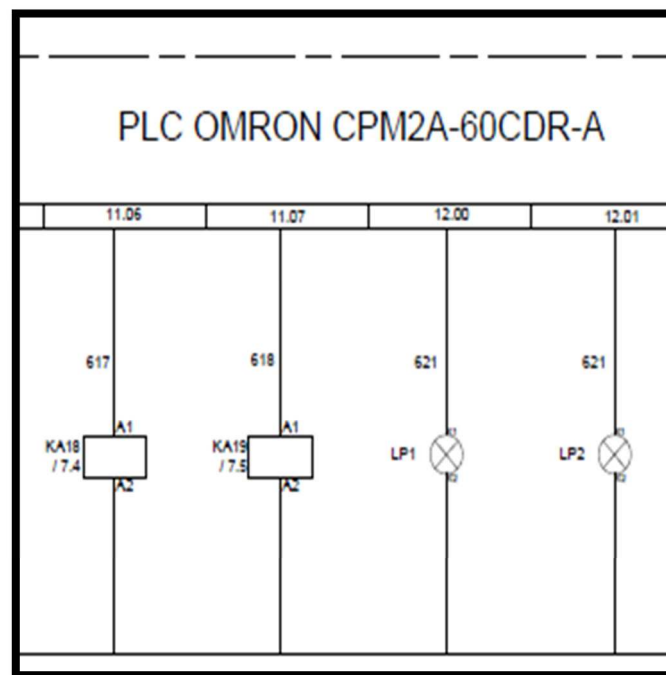 PLC OMRON CPM2A-60CDR-A
11.06 11.07 12.00 12.01
617 618 621 621
A1 A1
KA18 KA19 LP1 LP2
/ 7.4 / 7.5
A2 A2